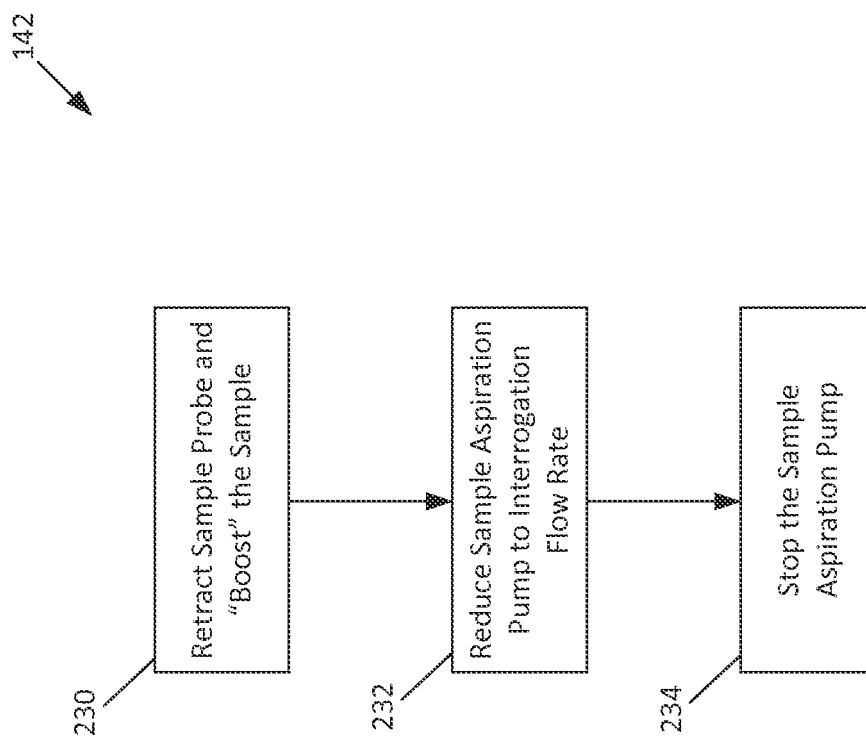 142
230
Retract Sample Probe and
"Boost" the Sample
232
Reduce Sample Aspiration
Pump to Interrogation
Flow Rate
234
Stop the Sample
Aspiration Pump